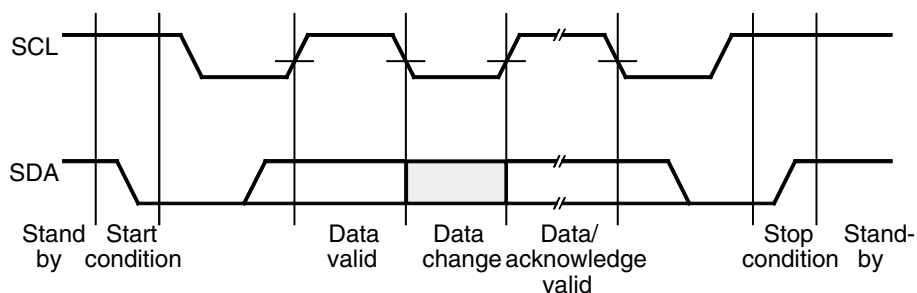 SCL
SDA
Stand
by
Start
condition
Data
valid
Data
change
Data/
acknowledge
valid
Stop
condition
Stand-
by